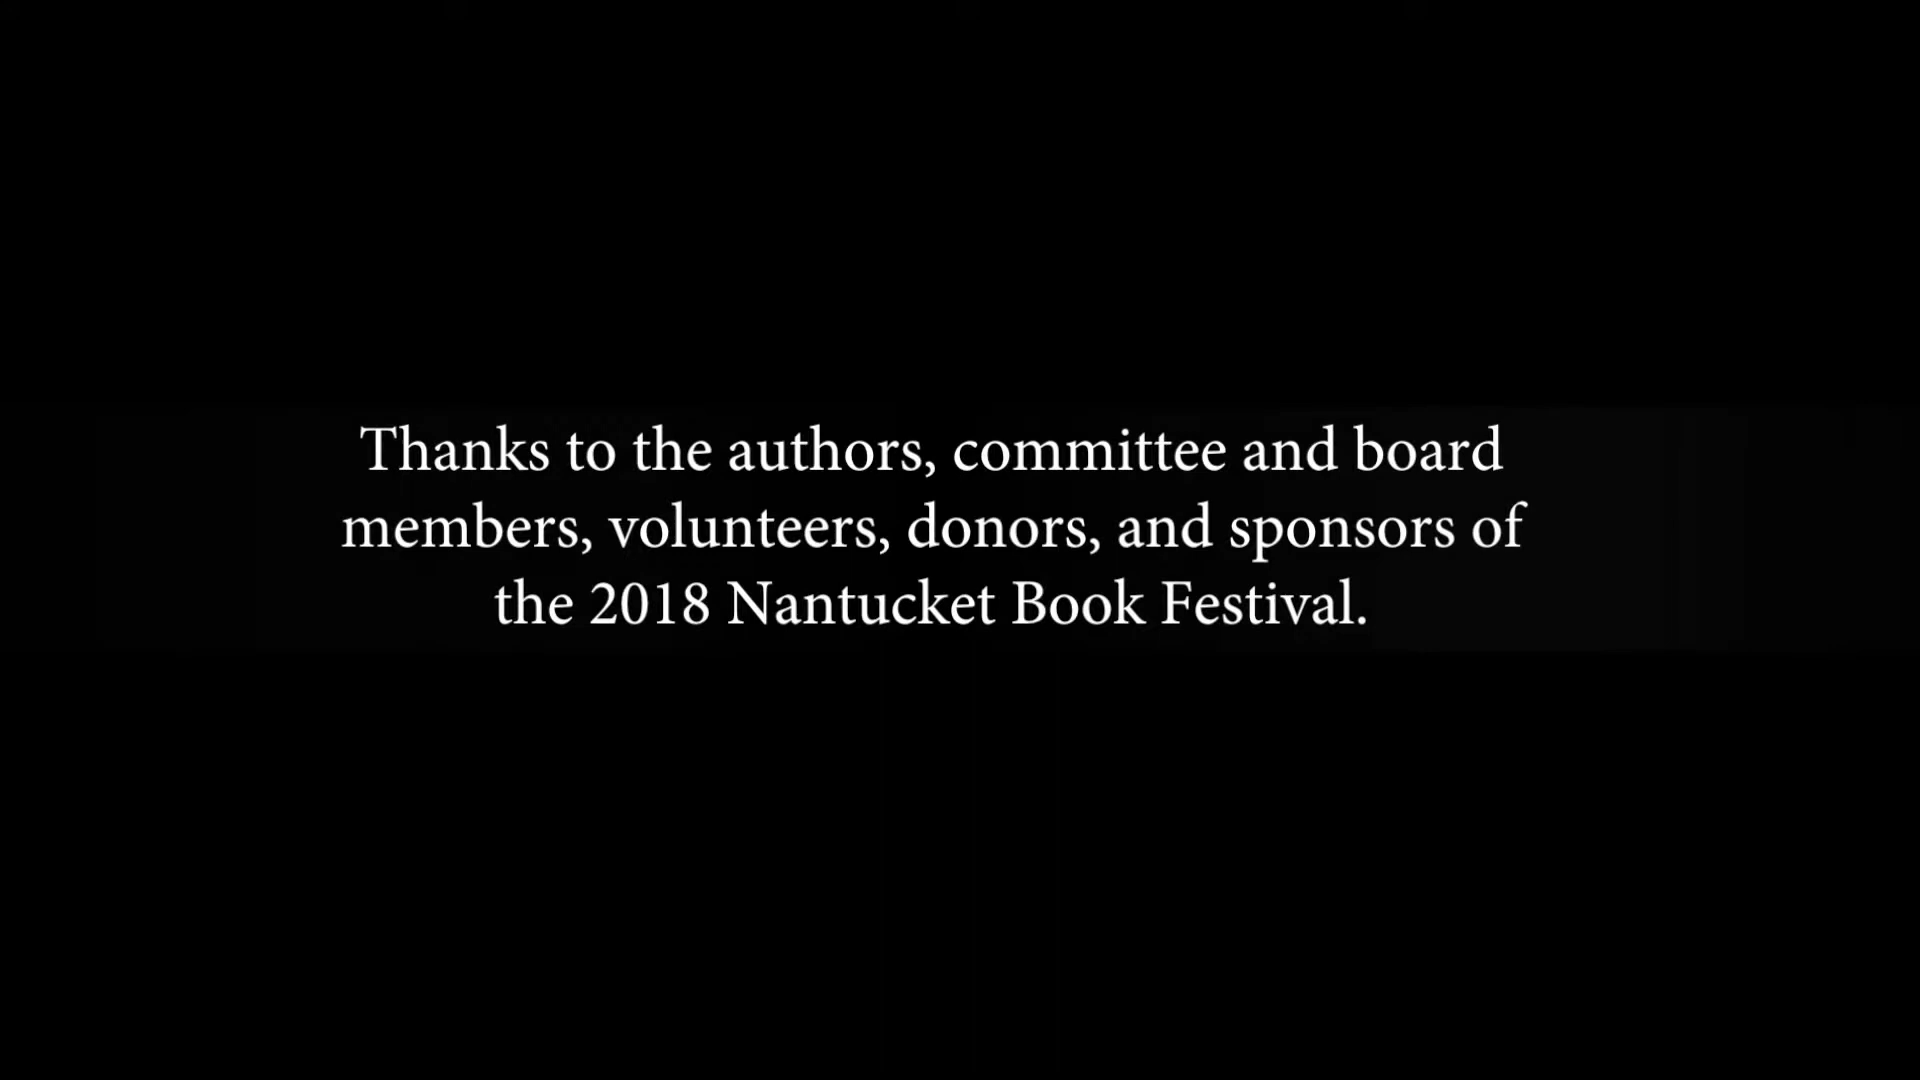 Thanks to the authors, committee and board
members, volunteers, donors, and sponsors of
the 2018 Nantucket Book Festival.